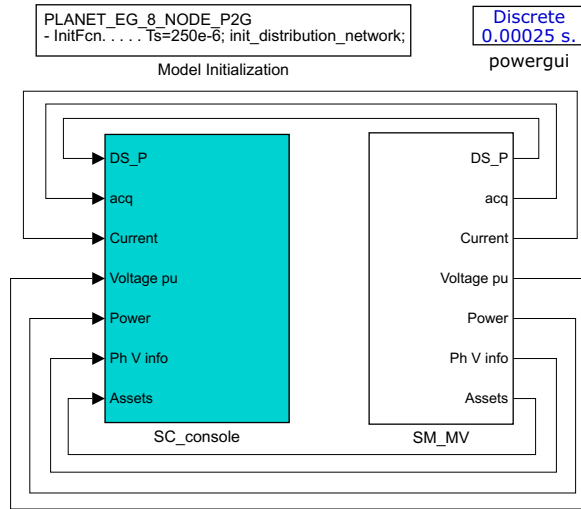 PLANET_EG_8_NODE_P2G
- InitFcn. . . . . Ts=250e-6; init_distribution_network;
Model Initialization
Discrete
0.00025 s.
powergui
DS_P
acq
Current
Voltage pu
Power
Ph V info
Assets
SC_console
DS_P
acq
Current
Voltage pu
Power
Ph V info
Assets
SM_MV